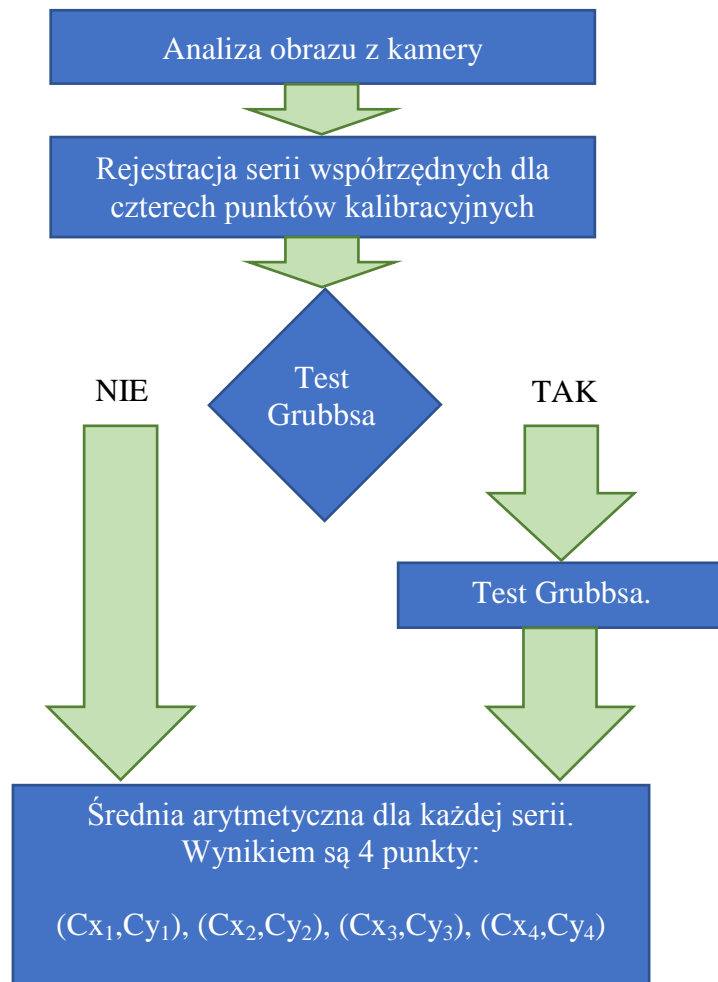 Analiza obrazu z kamery
Rejestracja serii współrzędnych dla
czterech punktów kalibracyjnych
Test
Grubbsa
NIE
TAK
Test Grubbsa.
Średnia arytmetyczna dla każdej serii.
Wynikiem są 4 punkty:
(Cx₁,Cy₁), (Cx₂,Cy₂), (Cx₃,Cy₃), (Cx₄,Cy₄)